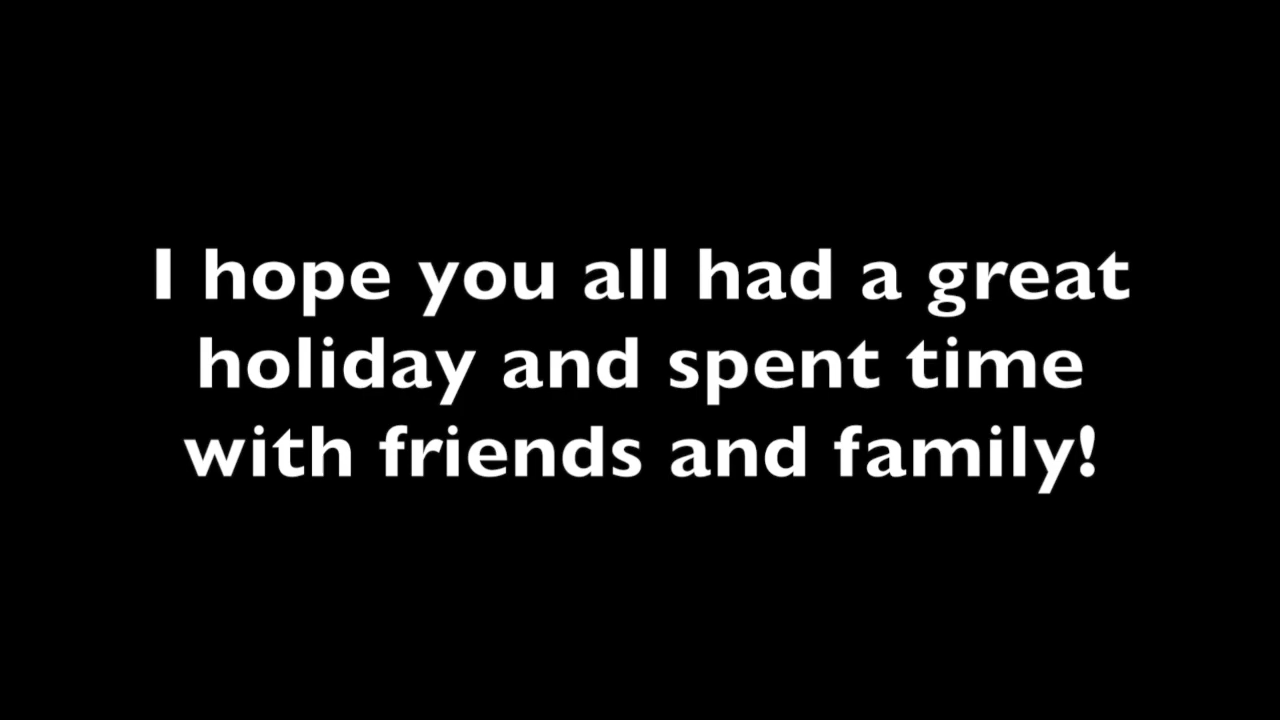 I hope you all had a great
holiday and spent time
with friends and family!